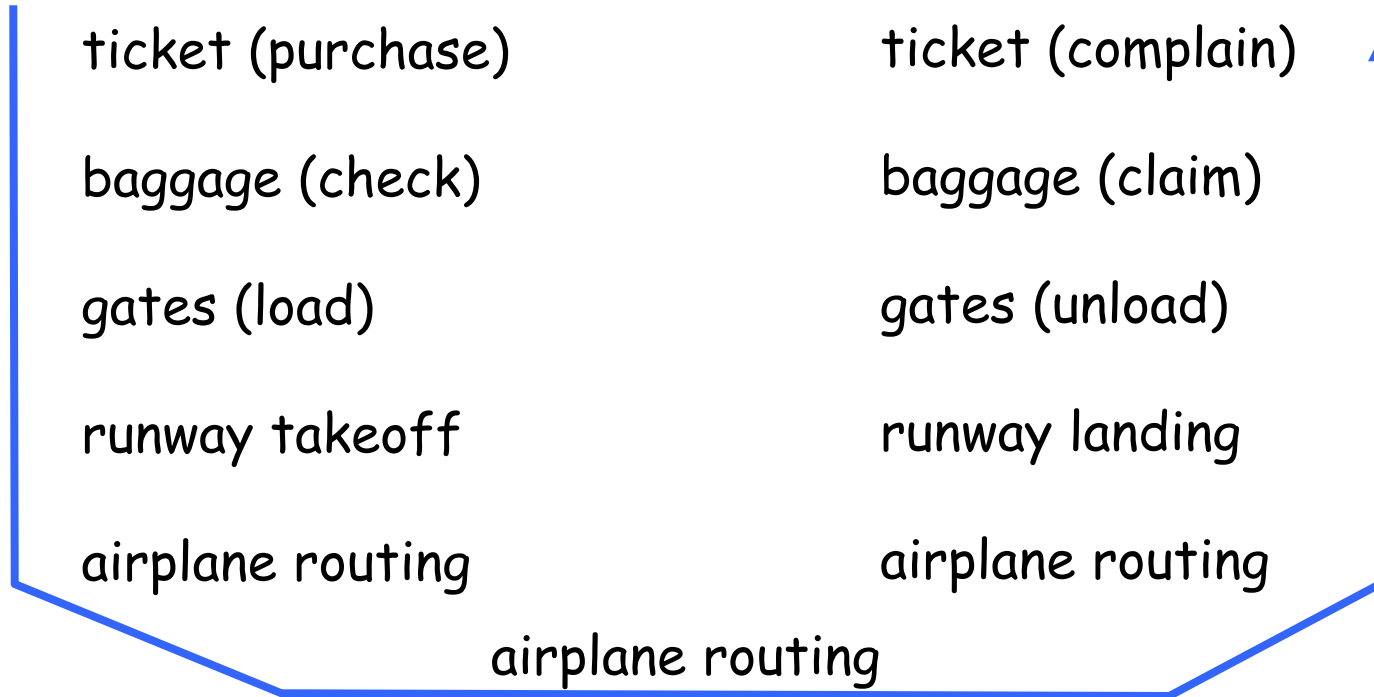 ticket (purchase)
ticket (complain)
baggage (check)
baggage (claim)
gates (load)
gates (unload)
runway takeoff
runway landing
airplane routing
airplane routing
airplane routing